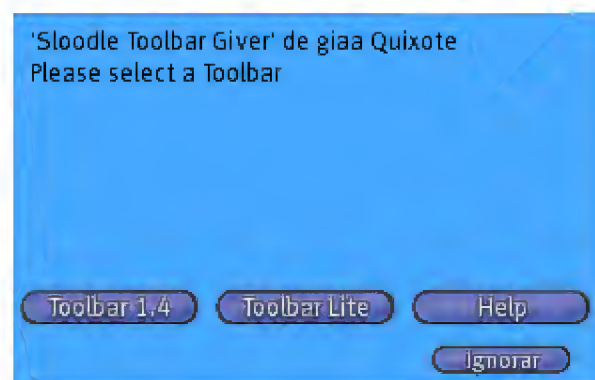 'Sloodle Toolbar Giver' de giaa Quixote
Please select a Toolbar
Toolbar 1.4 Toolbar Lite Help
Ignorar